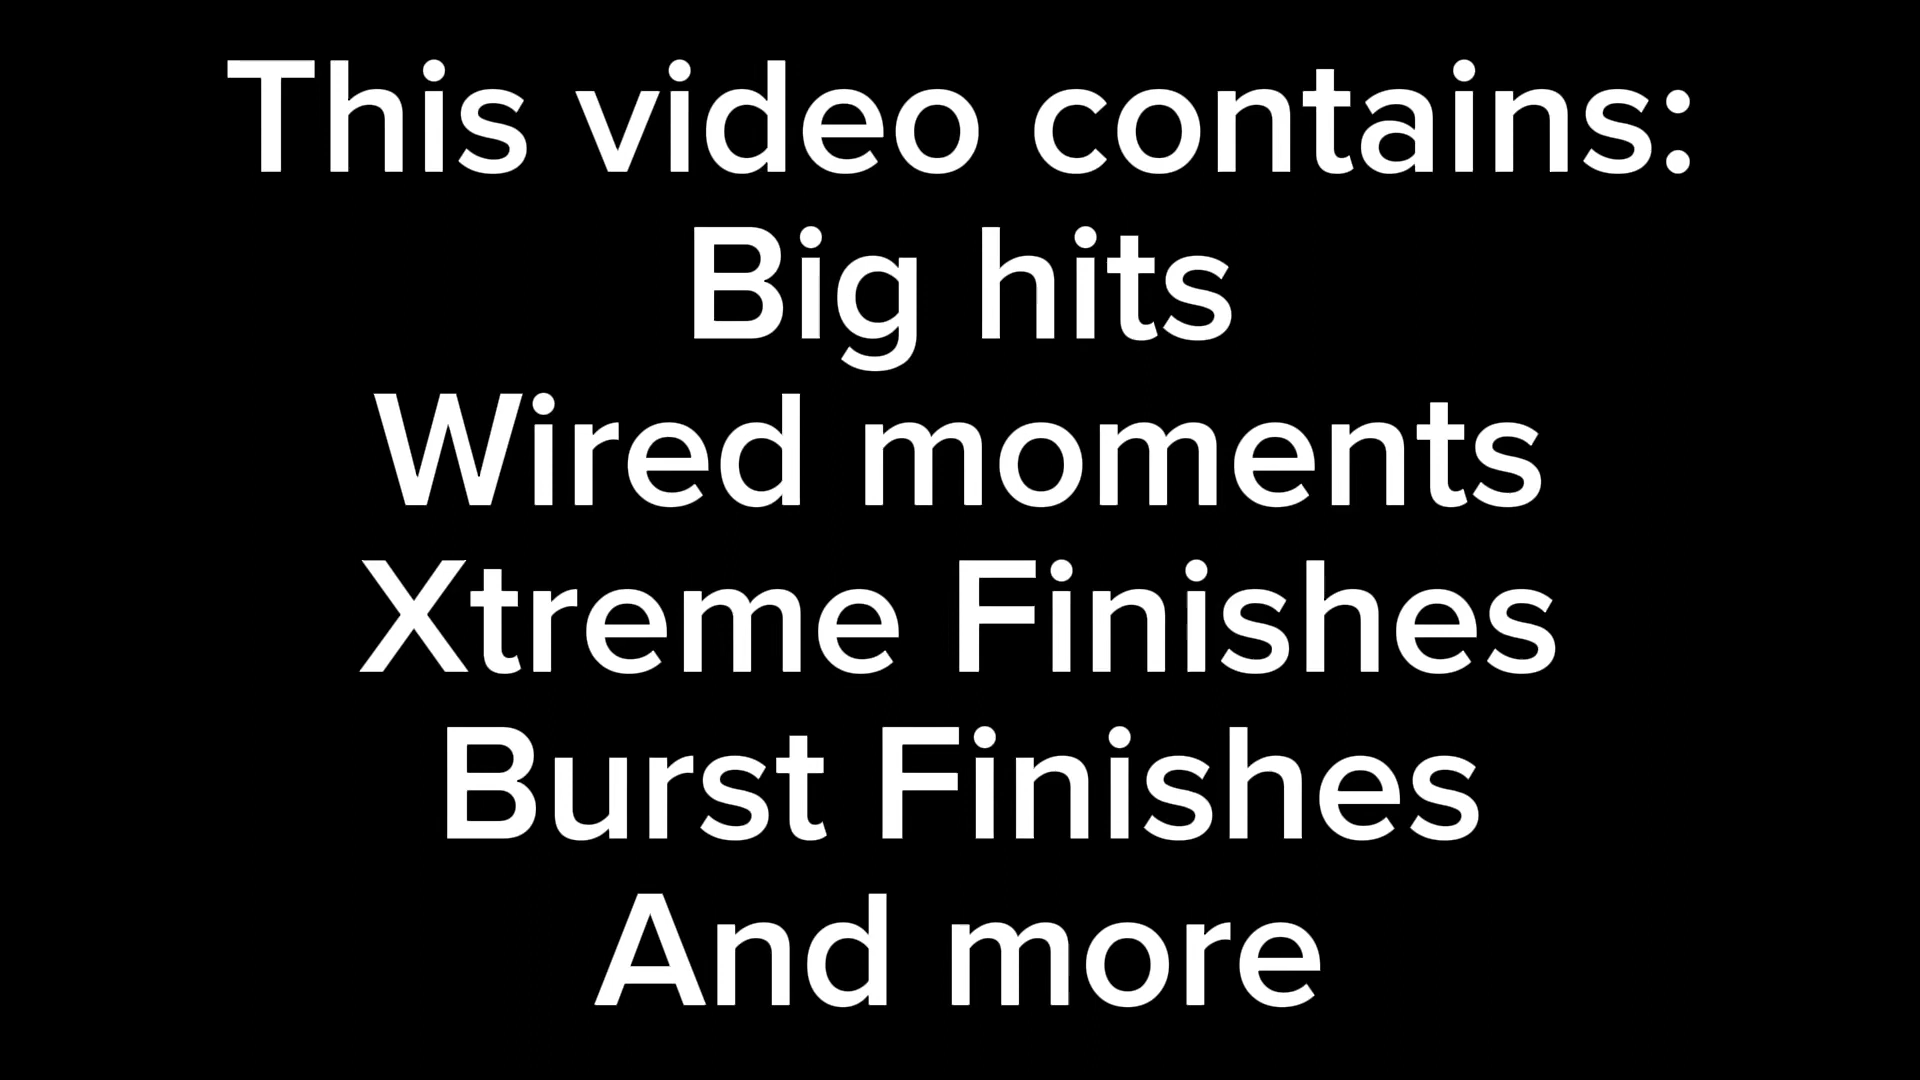 This video contains:
Big hits
Wired moments
Xtreme Finishes
Burst Finishes
And more